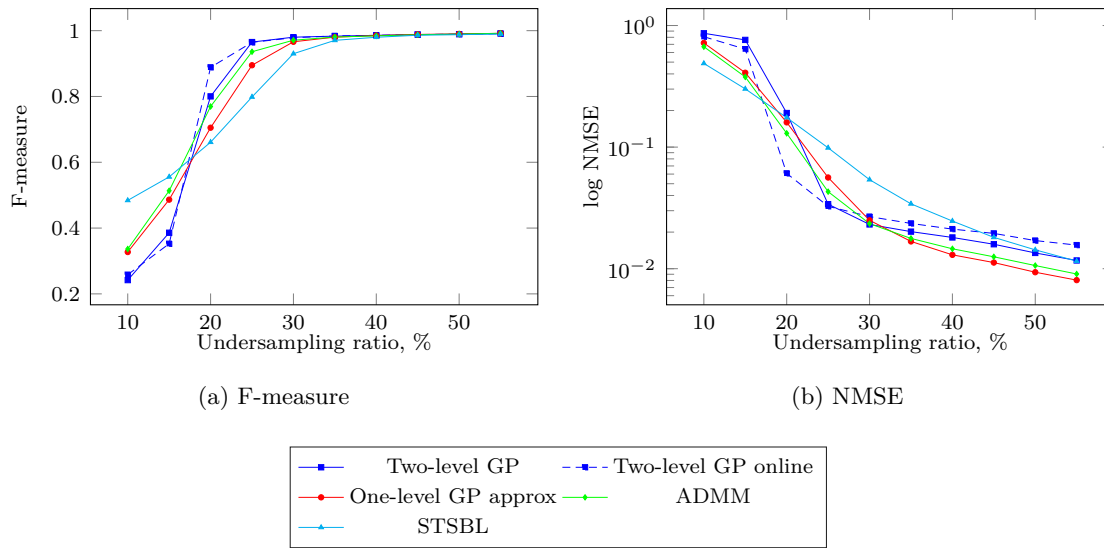 1
0.8
0.6
0.4
0.2
F-measure
10
20
30
40
50
Undersampling ratio, %
(a) F-measure
10⁰
10⁻¹
10⁻²
log NMSE
10
20
30
40
50
Undersampling ratio, %
(b) NMSE
Two-level GP
Two-level GP online
One-level GP approx
ADMM
STSBL